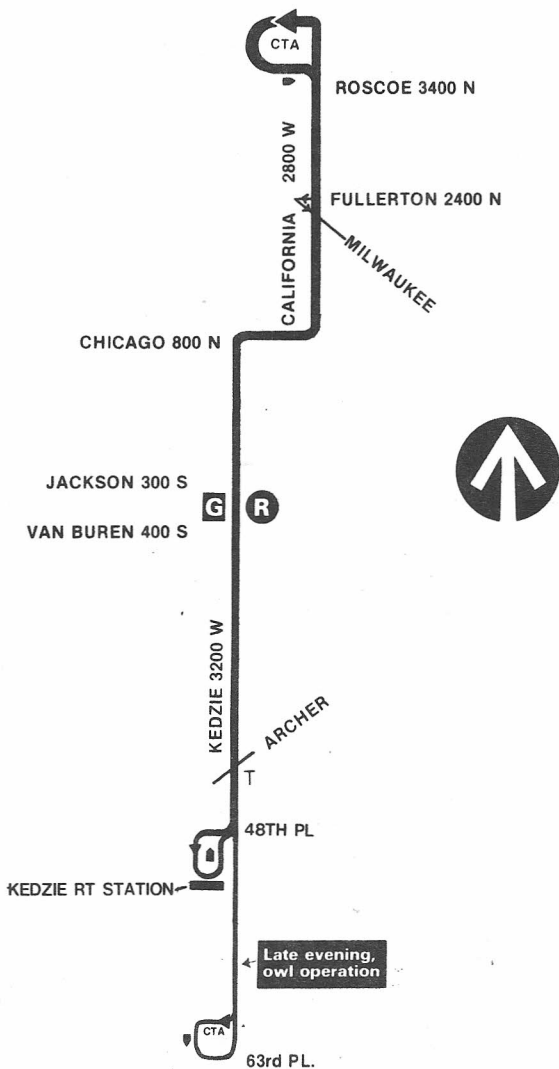 CTA
ROSCOE 3400 N
CALIFORNIA 2800 W
FULLERTON 2400 N
MILWAUKEE
CHICAGO 800 N
JACKSON 300 S
G R
VAN BUREN 400 S
KEDZIE 3200 W
ARCHER
T
48TH PL
KEDZIE RT STATION
Late evening,
owl operation
CTA
63rd PL.